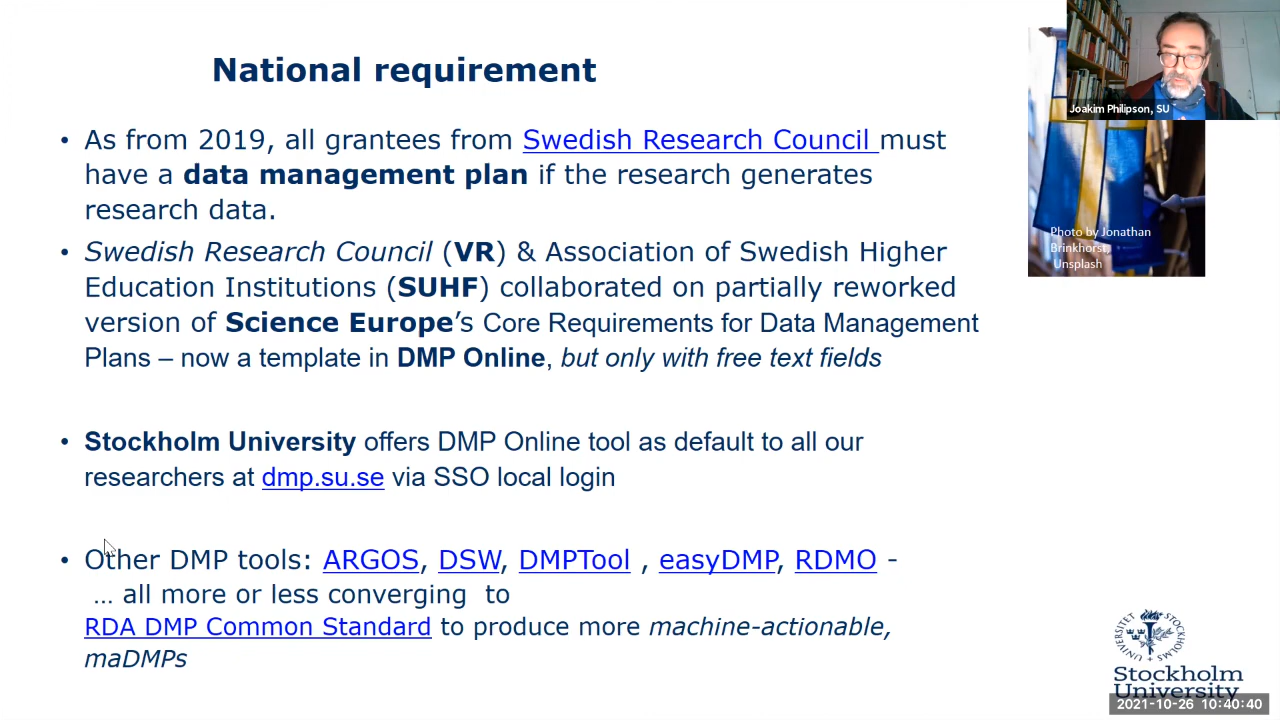 National requirement
• As from 2019, all grantees from Swedish Research Council must
have a data management plan if the research generates
research data.
• Swedish Research Council (VR) & Association of Swedish Higher
Education Institutions (SUHF) collaborated on partially reworked
version of Science Europe’s Core Requirements for Data Management
Plans – now a template in DMP Online, but only with free text fields
• Stockholm University offers DMP Online tool as default to all our
researchers at dmp.su.se via SSO local login
• Other DMP tools: ARGOS, DSW, DMPTool , easyDMP, RDMO -
… all more or less converging to
RDA DMP Common Standard to produce more machine-actionable,
maDMPs
Joakim Philipson, SU
Photo by Jonathan
Brinkhorst,
Unsplash
STOCKHOLMS UNIVERSITET
Stockholm
University
2021-10-26 10:40:40